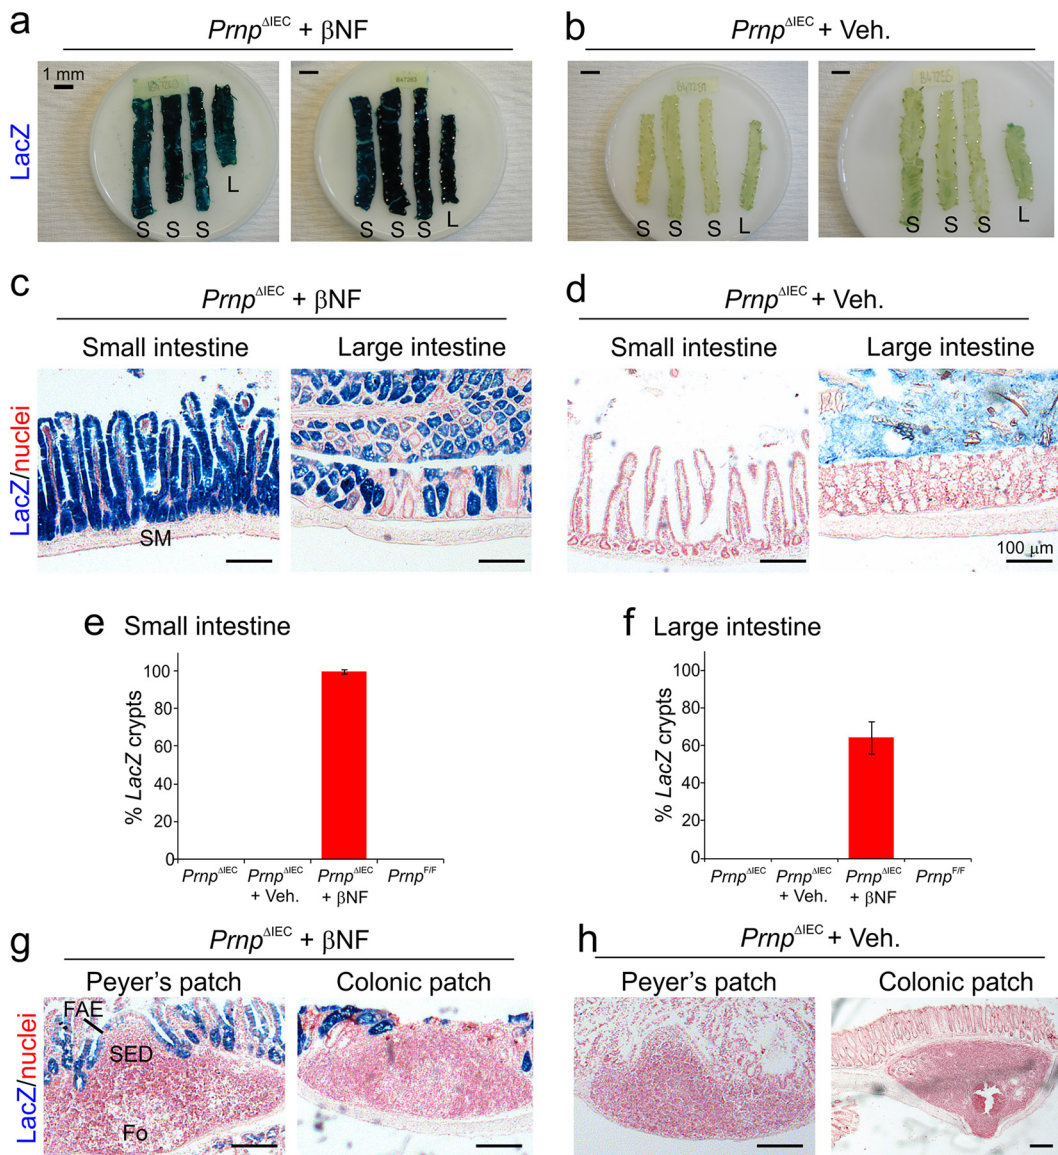 a
Prnp^ΔIEC + βNF
b
Prnp^ΔIEC + Veh.
LacZ
1 mm
B47263
L
S S S
S S S L
S S S L
S S S L
c
Prnp^ΔIEC + βNF
d
Prnp^ΔIEC + Veh.
Small intestine
Large intestine
Small intestine
Large intestine
LacZ/nuclei
SM
100 μm
e Small intestine
f Large intestine
% LacZ crypts
100
80
60
40
20
0
Prnp^ΔIEC
Prnp^ΔIEC + Veh.
Prnp^ΔIEC + βNF
Prnp^F/F
% LacZ crypts
100
80
60
40
20
0
Prnp^ΔIEC
Prnp^ΔIEC + Veh.
Prnp^ΔIEC + βNF
Prnp^F/F
g
Prnp^ΔIEC + βNF
h
Prnp^ΔIEC + Veh.
Peyer's patch
Colonic patch
Peyer's patch
Colonic patch
LacZ/nuclei
FAE
SED
Fo